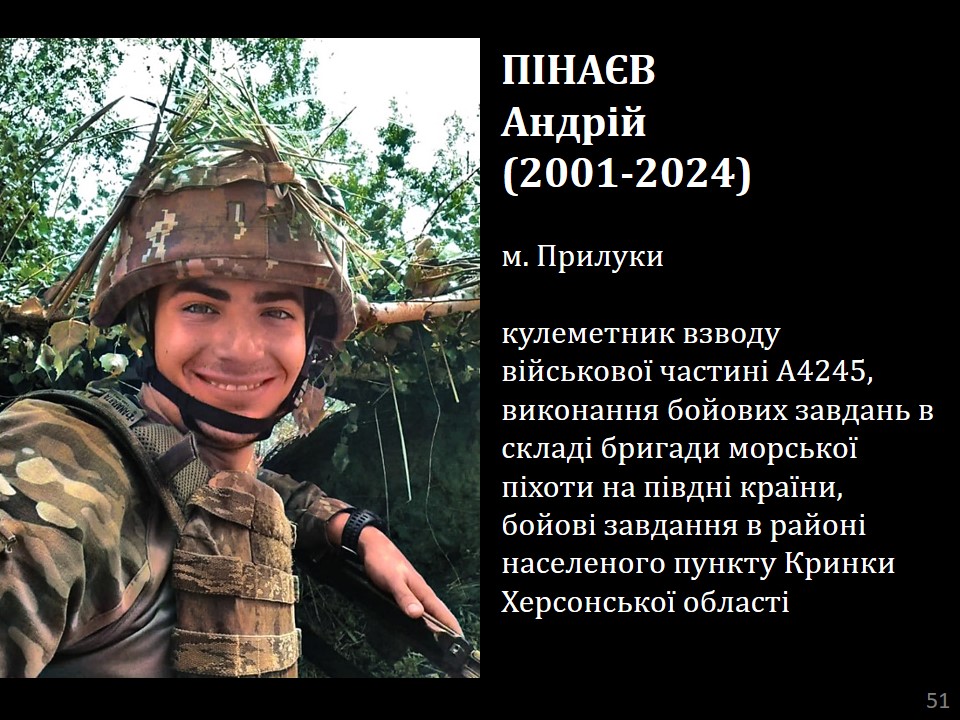 ПІНАЄВ
Андрій
(2001-2024)
м. Прилуки
кулеметник взводу
військової частині А4245,
виконання бойових завдань в
складі бригади морської
піхоти на півдні країни,
бойові завдання в районі
населеного пункту Кринки
Херсонської області
51